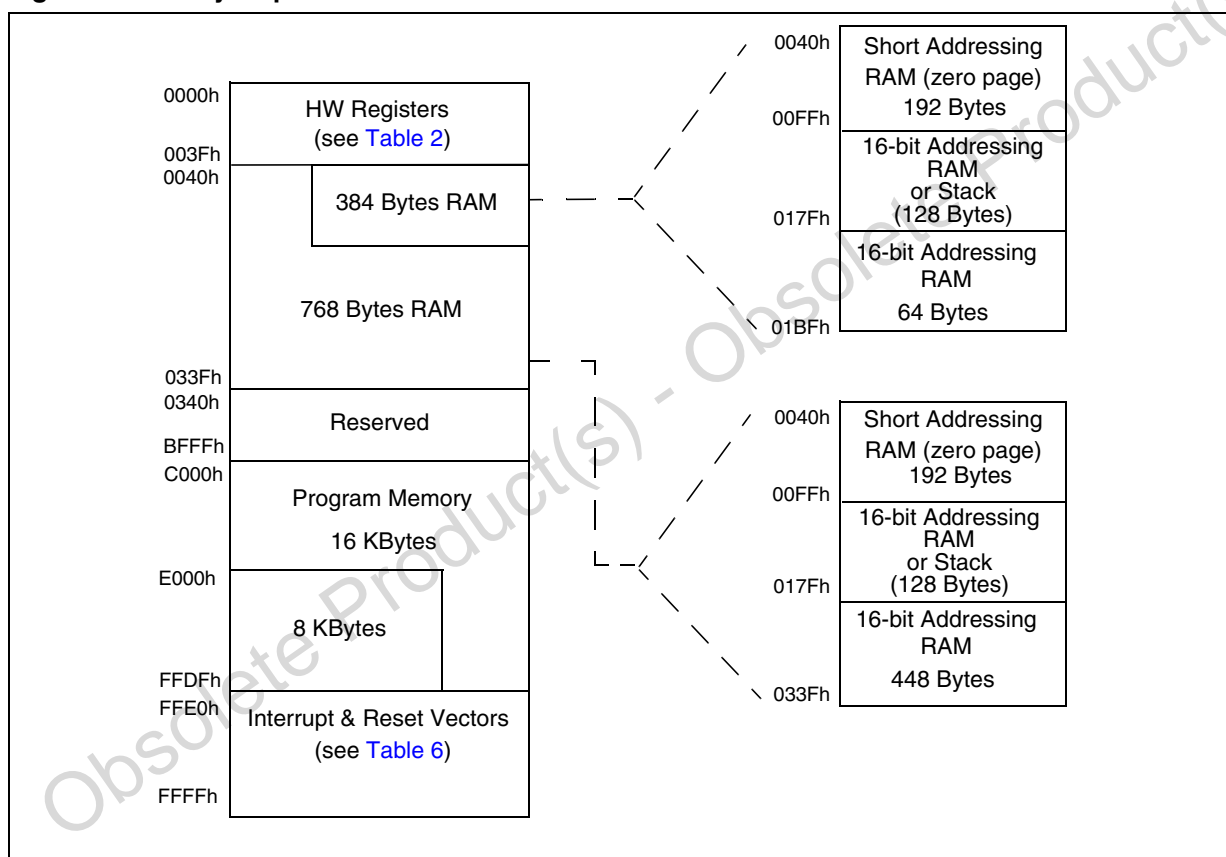 0000h
HW Registers
(see Table 2)
003Fh
0040h
384 Bytes RAM
768 Bytes RAM
033Fh
0340h
Reserved
BFFFh
C000h
Program Memory
16 KBytes
E000h
8 KBytes
FFDFh
FFE0h
Interrupt & Reset Vectors
(see Table 6)
FFFFh
0040h
Short Addressing
RAM (zero page)
192 Bytes
00FFh
16-bit Addressing
RAM
or Stack
(128 Bytes)
017Fh
16-bit Addressing
RAM
64 Bytes
01BFh
0040h
Short Addressing
RAM (zero page)
192 Bytes
00FFh
16-bit Addressing
RAM
or Stack
(128 Bytes)
017Fh
16-bit Addressing
RAM
448 Bytes
033Fh
Obsolete Product(s) - Obsolete Product(